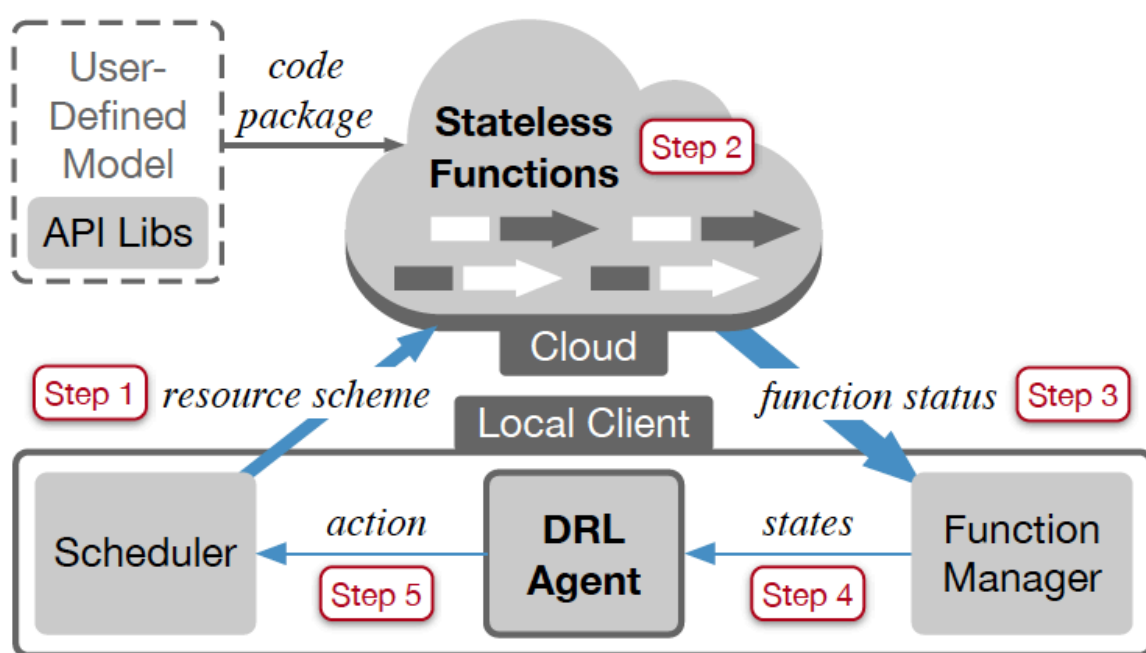 User-
Defined
Model
API Libs
code
package
Stateless
Functions
Step 2
Cloud
Step 1
resource scheme
function status
Step 3
Local Client
Scheduler
action
Step 5
DRL
Agent
states
Step 4
Function
Manager